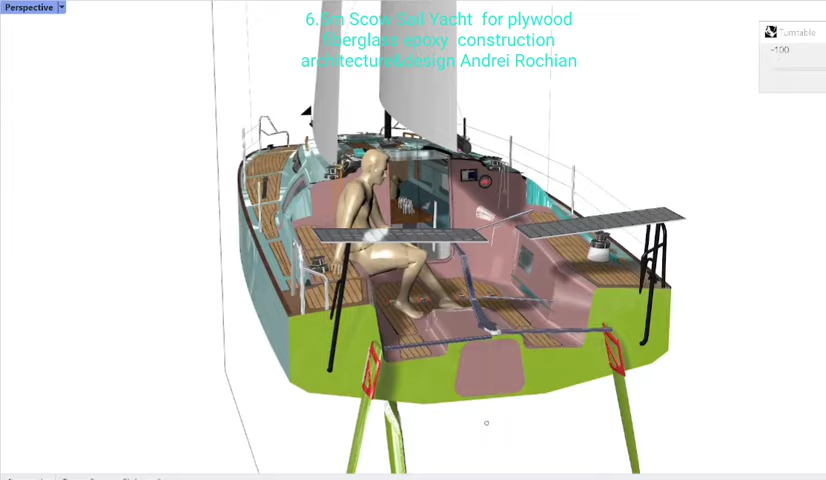 Perspective
6.5m Scow Sail Yacht for plywood
fiberglass epoxy construction
architecture&design Andrei Rochian
Turntable
-100